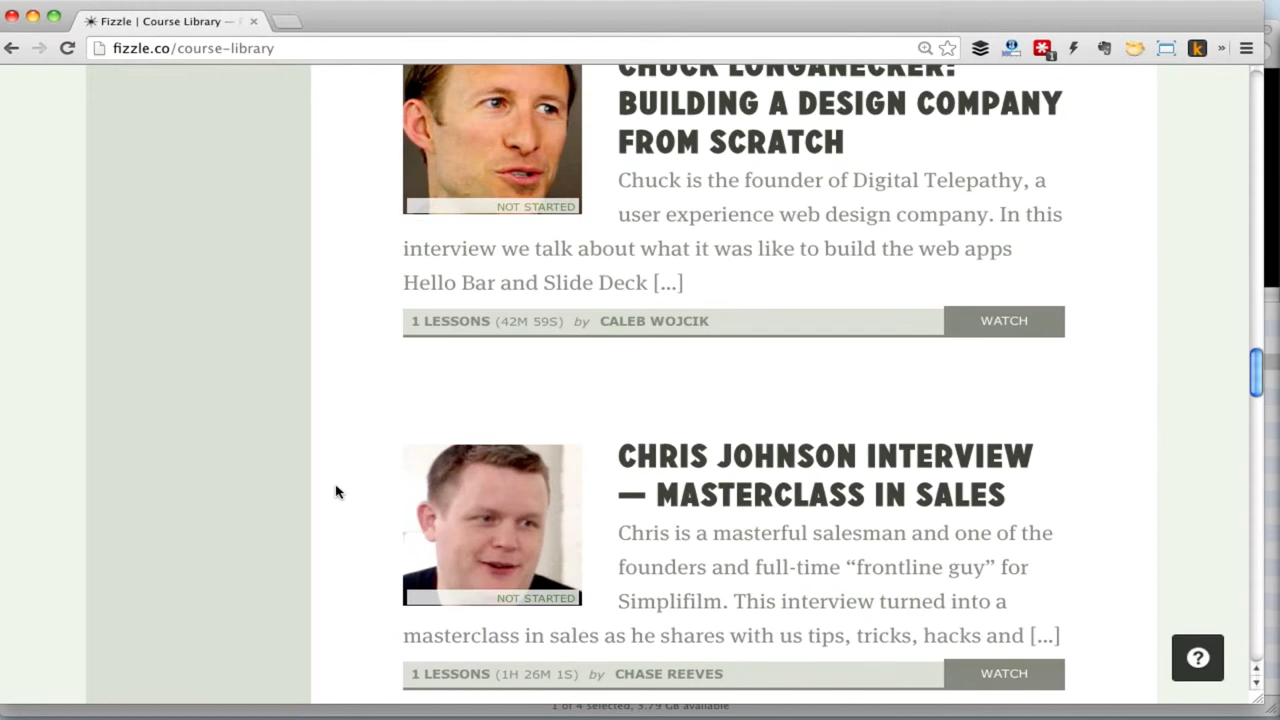 Fizzle | Course Library —
fizzle.co/course-library
CHUCK LONGANECKER:
BUILDING A DESIGN COMPANY
FROM SCRATCH
NOT STARTED
Chuck is the founder of Digital Telepathy, a
user experience web design company. In this
interview we talk about what it was like to build the web apps
Hello Bar and Slide Deck [...]
1 LESSONS (42M 59S) by CALEB WOJCIK
WATCH
CHRIS JOHNSON INTERVIEW
— MASTERCLASS IN SALES
NOT STARTED
Chris is a masterful salesman and one of the
founders and full-time “frontline guy” for
Simplifilm. This interview turned into a
masterclass in sales as he shares with us tips, tricks, hacks and [...]
1 LESSONS (1H 26M 1S) by CHASE REEVES
WATCH
1 of 4 selected, 3.79 GB available